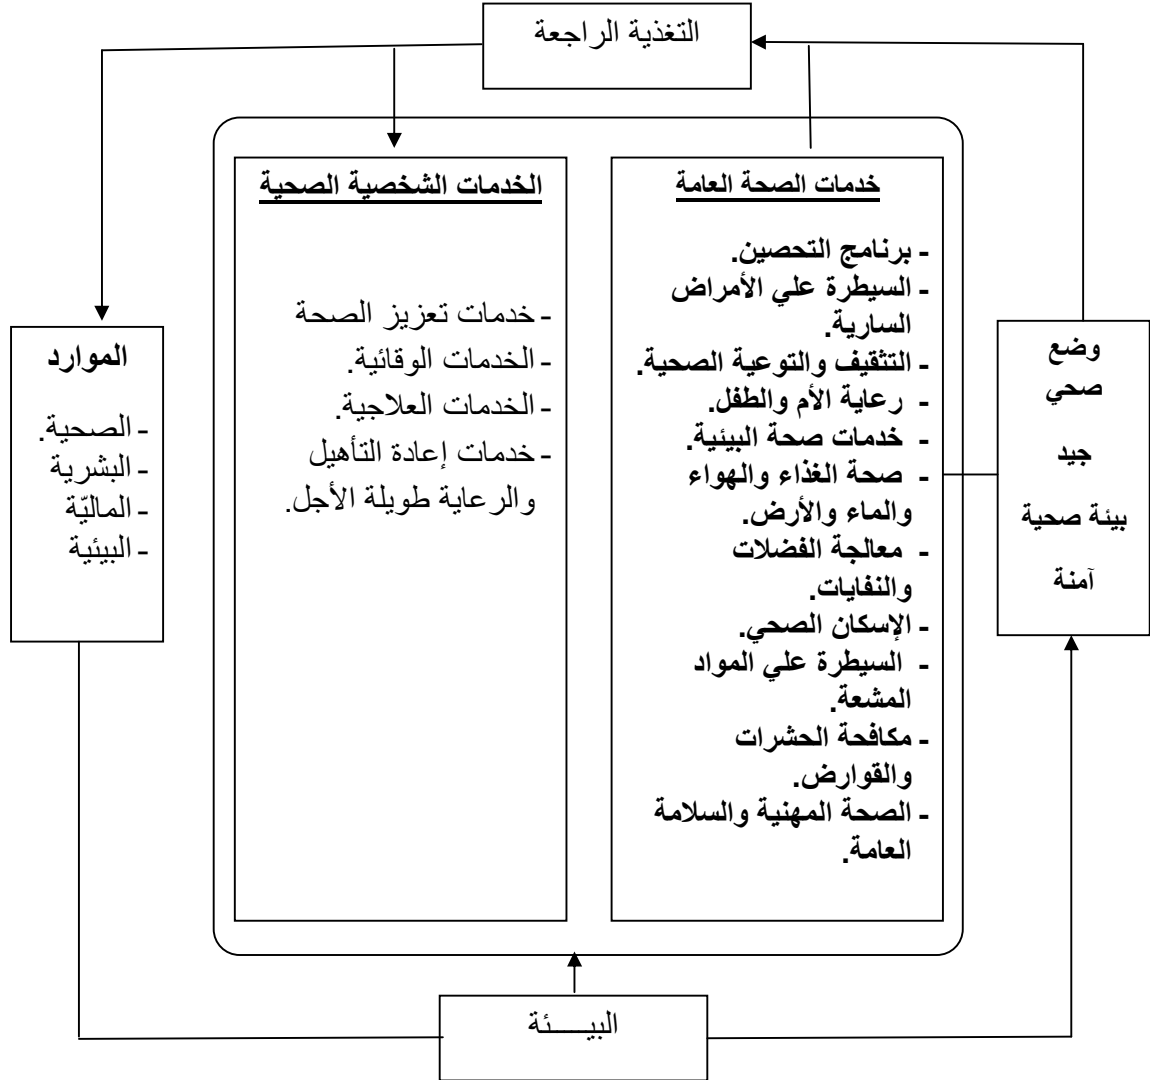 التغذية الراجعة
خدمات الصحة العامة
- برنامج التحصين.
- السيطرة علي الأمراض
السارية.
- التثقيف والتوعية الصحية.
- رعاية الأم والطفل.
- خدمات صحة البيئية.
- صحة الغذاء والهواء
والماء والأرض.
- معالجة الفضلات
والنفايات.
- الإسكان الصحي.
- السيطرة علي المواد
المشعة.
- مكافحة الحشرات
والقوارض.
- الصحة المهنية والسلامة
العامة.
الخدمات الشخصية الصحية
- خدمات تعزيز الصحة
- الخدمات الوقائية.
- الخدمات العلاجية.
- خدمات إعادة التأهيل
والرعاية طويلة الأجل.
وضع
صحي
جيد
بيئة صحية
آمنة
الموارد
- الصحية.
- البشرية
- الماليّة
- البيئية
البيـــــئة